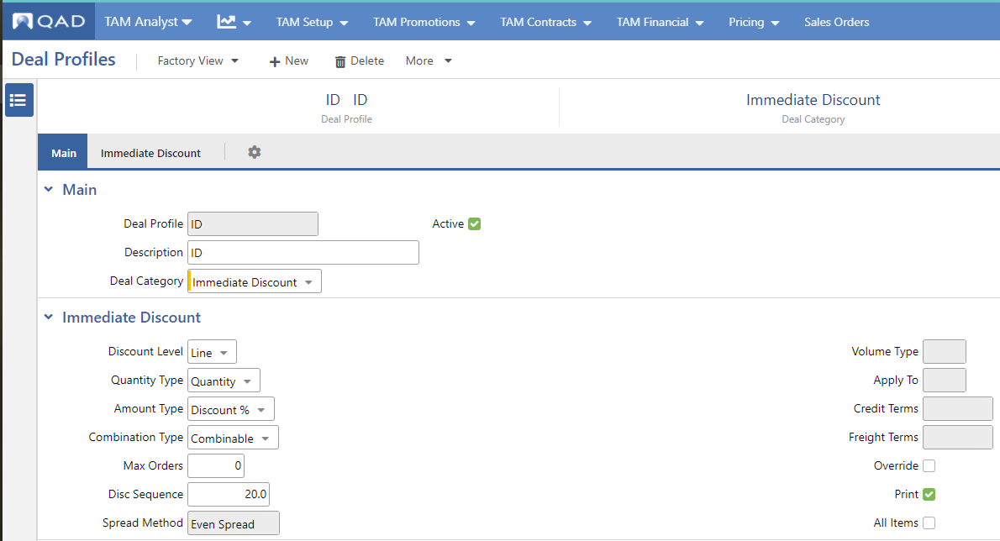 QAD TAM Analyst TAM Setup TAM Promotions TAM Contracts TAM Financial Pricing Sales Orders
Deal Profiles Factory View New Delete More
ID ID Immediate Discount
Deal Profile Deal Category
Main Immediate Discount
Main
Deal Profile ID Active
Description ID
Deal Category Immediate Discount
Immediate Discount
Discount Level Line Volume Type
Quantity Type Quantity Apply To
Amount Type Discount % Credit Terms
Combination Type Combinable Freight Terms
Max Orders 0 Override
Disc Sequence 20.0 Print
Spread Method Even Spread All Items